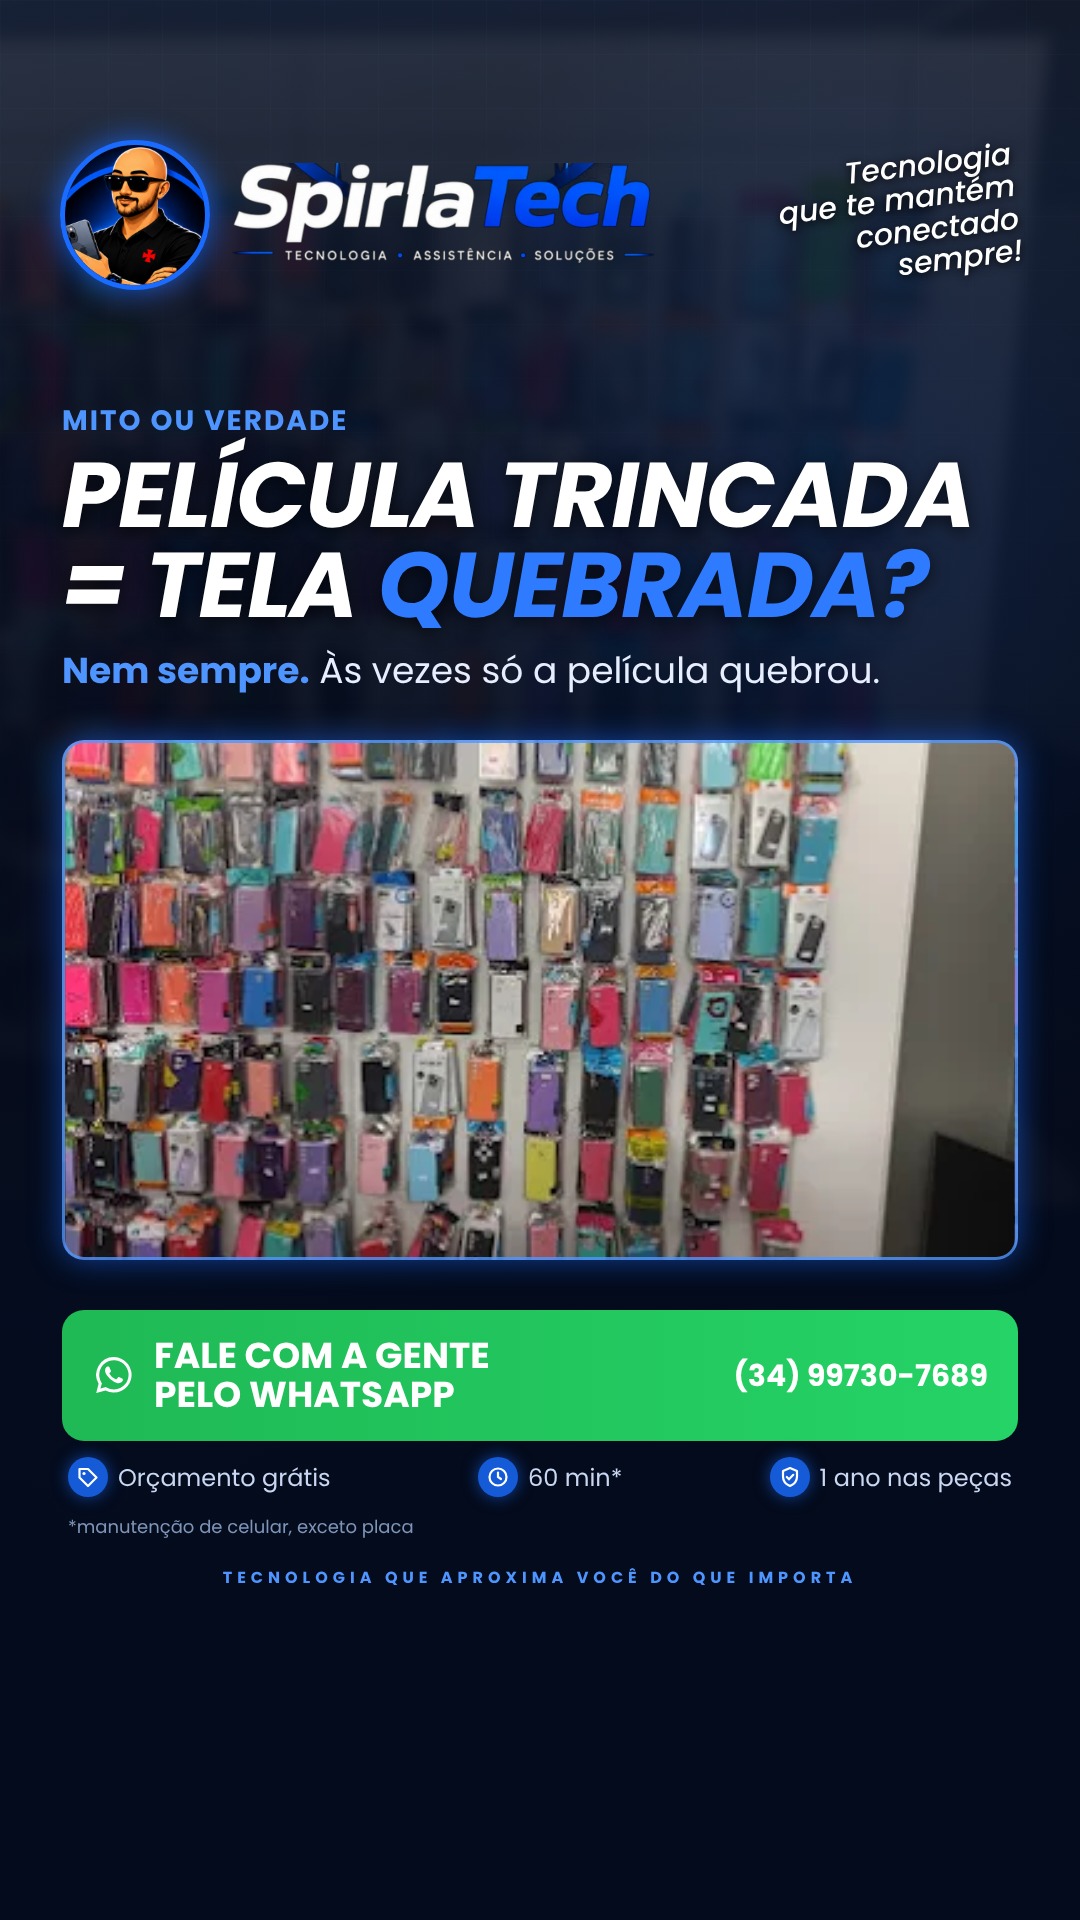 SpirlaTech
TECNOLOGIA • ASSISTÊNCIA • SOLUÇÕES
Tecnologia
que te mantém
conectado
sempre!
MITO OU VERDADE
PELÍCULA TRINCADA
= TELA QUEBRADA?
Nem sempre. Às vezes só a película quebrou.
FALE COM A GENTE
PELO WHATSAPP
(34) 99730-7689
Orçamento grátis
60 min*
1 ano nas peças
*manutenção de celular, exceto placa
TECNOLOGIA QUE APROXIMA VOCÊ DO QUE IMPORTA